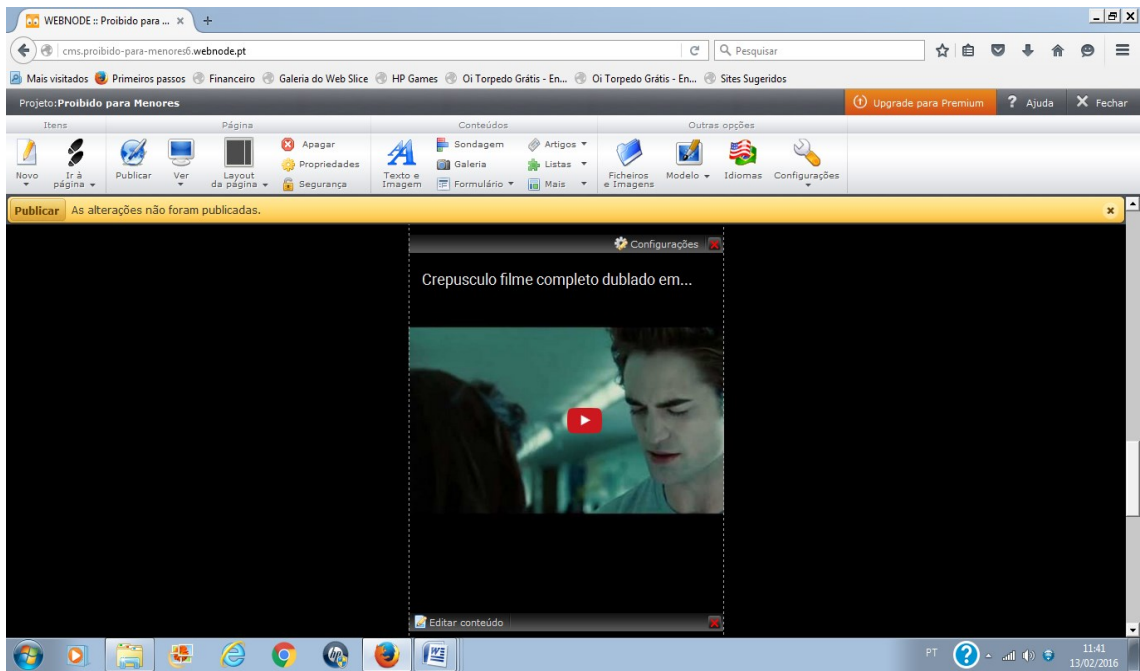 WEBNODE :: Proibido para ...
cms.proibido-para-menores6.webnode.pt
Pesquisar
Mais visitados Primeiros passos Financeiro Galeria do Web Slice HP Games Oi Torpedo Grátis - En... Oi Torpedo Grátis - En... Sites Sugeridos
Projeto:Proibido para Menores Upgrade para Premium ? Ajuda X Fechar
Itens Página Conteúdos Outras opções
Novo Ir à página Publicar Ver Layout da página Apagar Propriedades Segurança Texto e Imagem Sondagem Galeria Formulário Artigos Listas Mais Ficheiros e Imagens Modelo Idiomas Configurações
Publicar As alterações não foram publicadas.
Configurações
Crepusculo filme completo dublado em...
Editar conteúdo
PT 11:41
13/02/2016